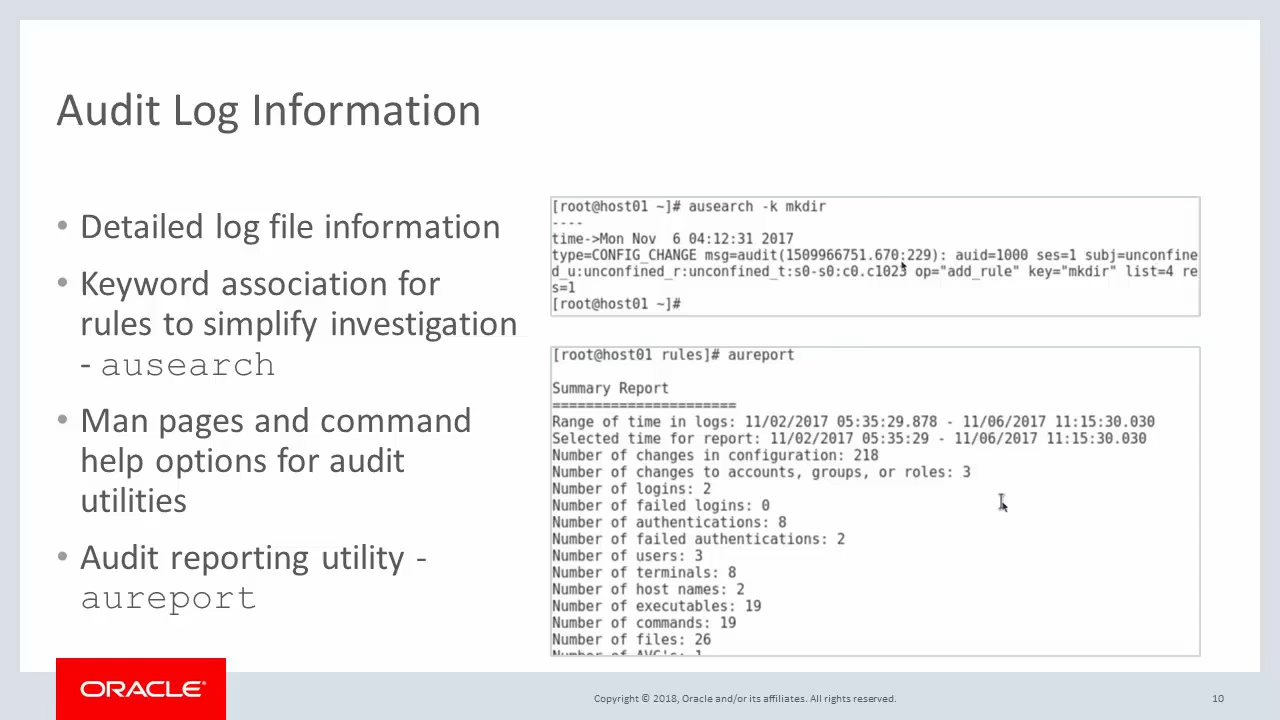 Audit Log Information
• Detailed log file information
• Keyword association for
rules to simplify investigation
- ausearch
• Man pages and command
help options for audit
utilities
• Audit reporting utility -
aureport
[root@host01 ~]# ausearch -k mkdir
----
time->Mon Nov  6 04:12:31 2017
type=CONFIG_CHANGE msg=audit(1509966751.670:229): auid=1000 ses=1 subj=unconfine
d_u:unconfined_r:unconfined_t:s0-s0:c0.c1023 op="add_rule" key="mkdir" list=4 re
s=1
[root@host01 ~]#
[root@host01 rules]# aureport
Summary Report
======================
Range of time in logs: 11/02/2017 05:35:29.878 - 11/06/2017 11:15:30.030
Selected time for report: 11/02/2017 05:35:29 - 11/06/2017 11:15:30.030
Number of changes in configuration: 218
Number of changes to accounts, groups, or roles: 3
Number of logins: 2
Number of failed logins: 0
Number of authentications: 8
Number of failed authentications: 2
Number of users: 3
Number of terminals: 8
Number of host names: 2
Number of executables: 19
Number of commands: 19
Number of files: 26
Number of AVC's: 1
ORACLE®
Copyright © 2018, Oracle and/or its affiliates. All rights reserved.
10